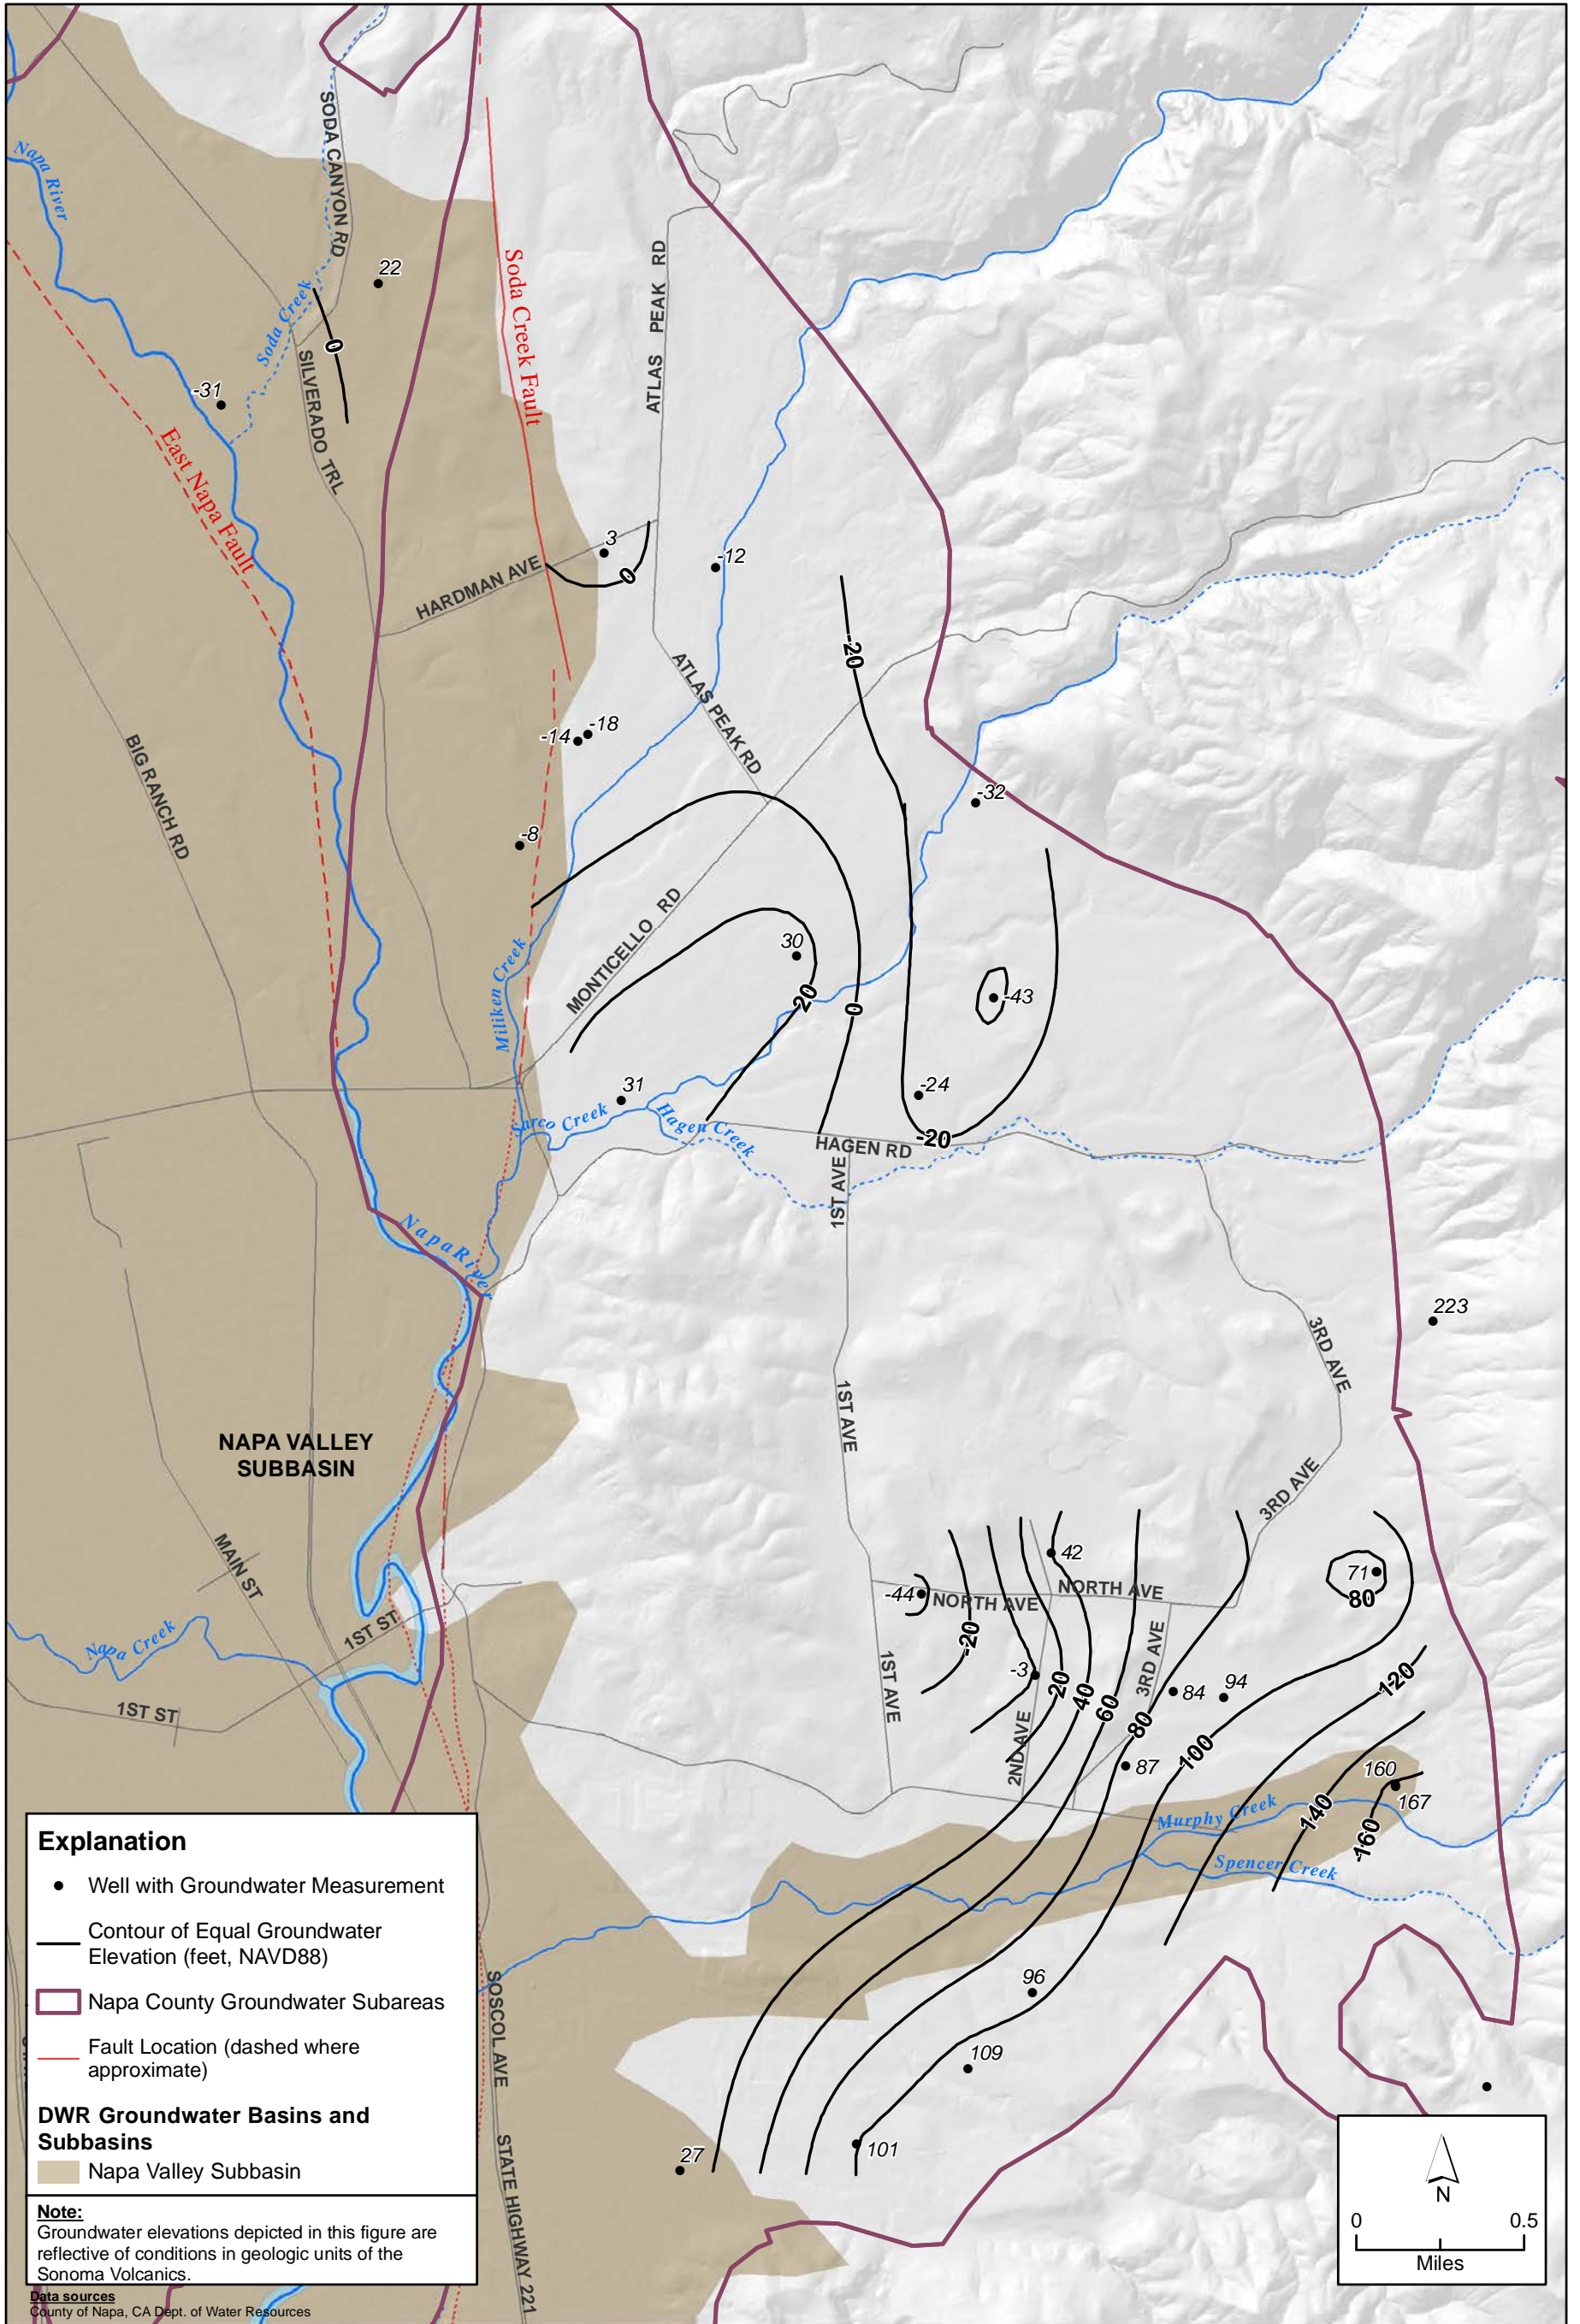 Napa River
SODA CANYON RD
22
Soda Creek
0
-31
SILVERADO TRL
East Napa Fault
Soda Creek Fault
ATLAS PEAK RD
3
0
-12
HARDMAN AVE
-20
ATLAS PEAK RD
-14
-18
BIG RANCH RD
-32
-8
30
20
0
-43
MONTICELLO RD
Milliken Creek
31
-24
Sarco Creek
Hagen Creek
-20
HAGEN RD
1ST AVE
Napa River
223
3RD AVE
1ST AVE
NAPA VALLEY
SUBBASIN
3RD AVE
MAIN ST
42
71
80
-44
NORTH AVE
NORTH AVE
Napa Creek
1ST ST
-20
3RD AVE
-3
1ST AVE
20
40
60
80
84
94
120
1ST ST
100
2ND AVE
87
160
167
140
160
Murphy Creek
Spencer Creek
96
109
101
27
SOSCOL AVE
STATE HIGHWAY 221
Explanation
Well with Groundwater Measurement
Contour of Equal Groundwater
Elevation (feet, NAVD88)
Napa County Groundwater Subareas
Fault Location (dashed where
approximate)
DWR Groundwater Basins and
Subbasins
Napa Valley Subbasin
Note:
Groundwater elevations depicted in this figure are
reflective of conditions in geologic units of the
Sonoma Volcanics.
Data sources
County of Napa, CA Dept. of Water Resources
N
0 0.5
Miles